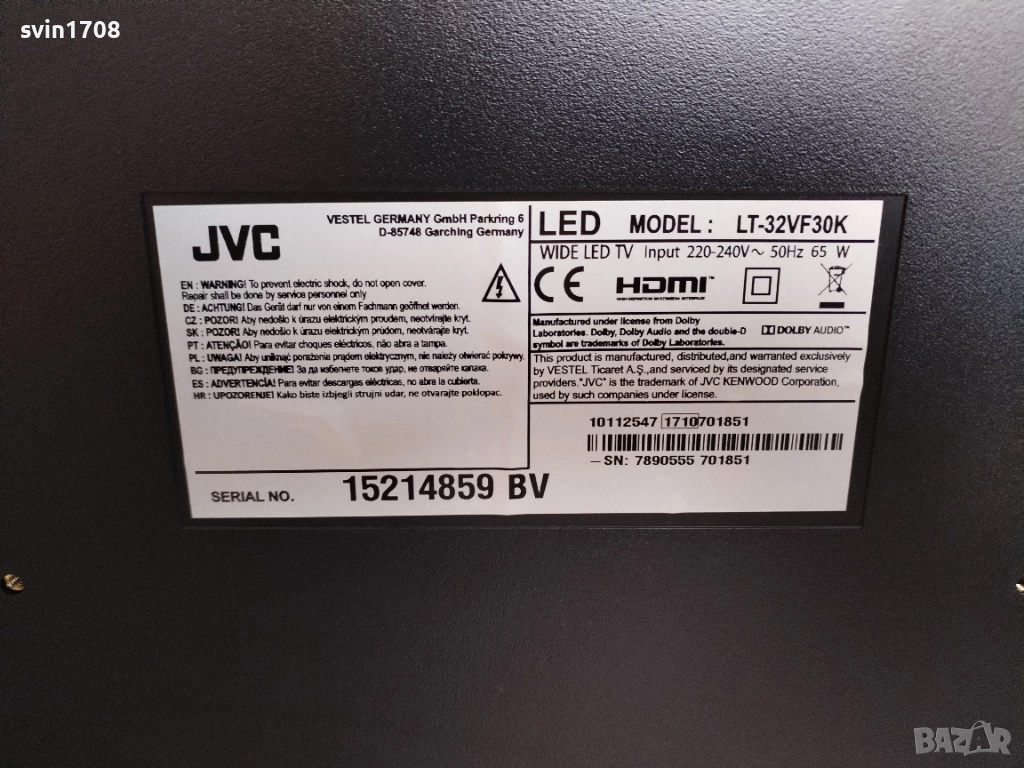 svin1708
JVC
VESTEL GERMANY GmbH Parkring 6
D-85748 Garching Germany
EN : WARNING! To prevent electric shock, do not open cover.
Repair shall be done by service personnel only
DE : ACHTUNG! Das Gerät darf nur von einem Fachmann geöffnet werden.
CZ : POZOR! Aby nedošlo k úrazu elektrickým proudem, neotvírejte kryt.
SK : POZOR! Aby nedošlo k úrazu elektrickým prúdom, neotvárajte kryt.
PT : ATENÇÃO! Para evitar choques eléctricos, não abra a tampa.
PL : UWAGA! Aby uniknąć porażenia prądem elektrycznym, nie należy otwierać pokrywy.
BG : ПРЕДУПРЕЖДЕНИЕ! За да избегнете токов удар, не отваряйте капака.
ES : ADVERTENCIA! Para evitar descargas eléctricas, no abra la cubierta.
HR : UPOZORENJE! Kako biste izbjegli strujni udar, ne otvarajte poklopac.
SERIAL NO. 15214859 BV
LED MODEL : LT-32VF30K
WIDE LED TV Input 220-240V~ 50Hz 65 W
CE HDMI™
HIGH-DEFINITION MULTIMEDIA INTERFACE
Manufactured under license from Dolby
Laboratories. Dolby, Dolby Audio and the double-D
symbol are trademarks of Dolby Laboratories.
DOLBY AUDIO™
This product is manufactured, distributed,and warranted exclusively
by VESTEL Ticaret A.Ş.,and serviced by its designated service
providers."JVC" is the trademark of JVC KENWOOD Corporation,
used by such companies under license.
10112547 1710701851
–SN: 7890555 701851
BAZAR